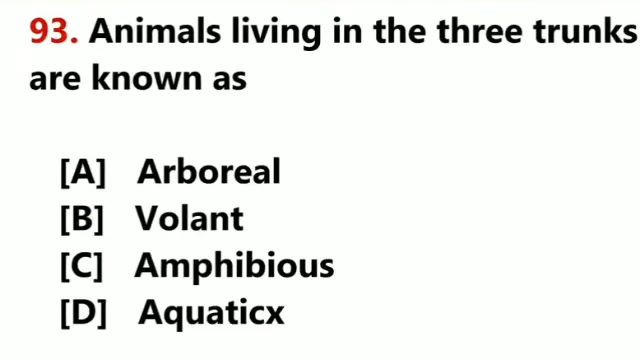 93. Animals living in the three trunks
are known as
[A] Arboreal
[B] Volant
[C] Amphibious
[D] Aquaticx